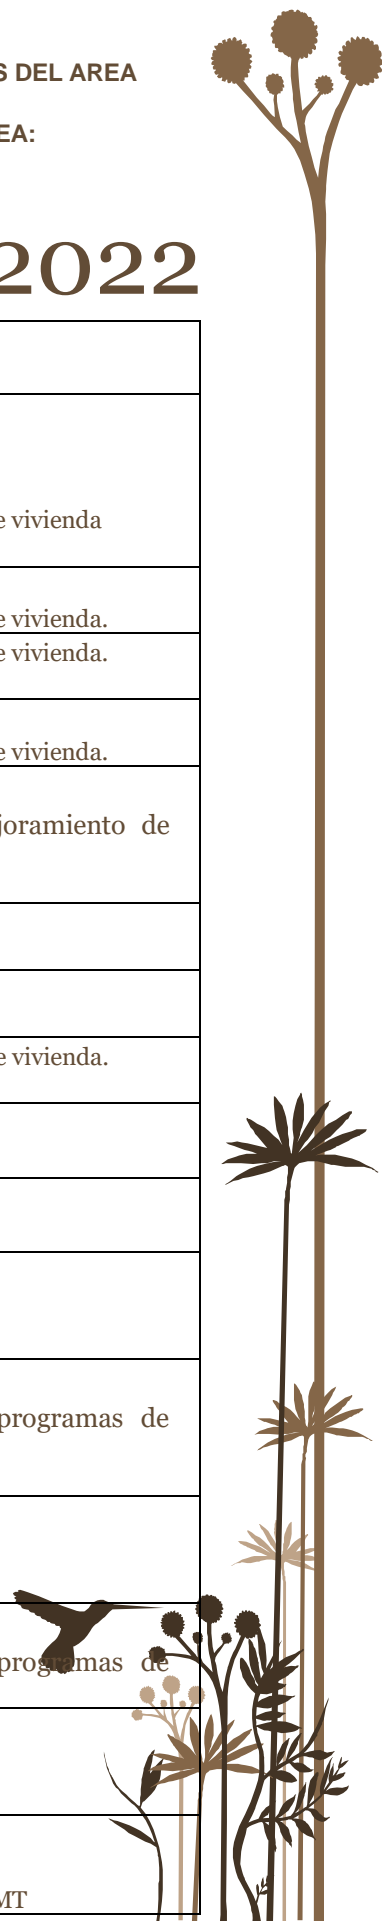 S DEL AREA
EA:
2022
e vivienda
e vivienda.
e vivienda.
e vivienda.
joramiento de
e vivienda.
programas de
programas de
MT